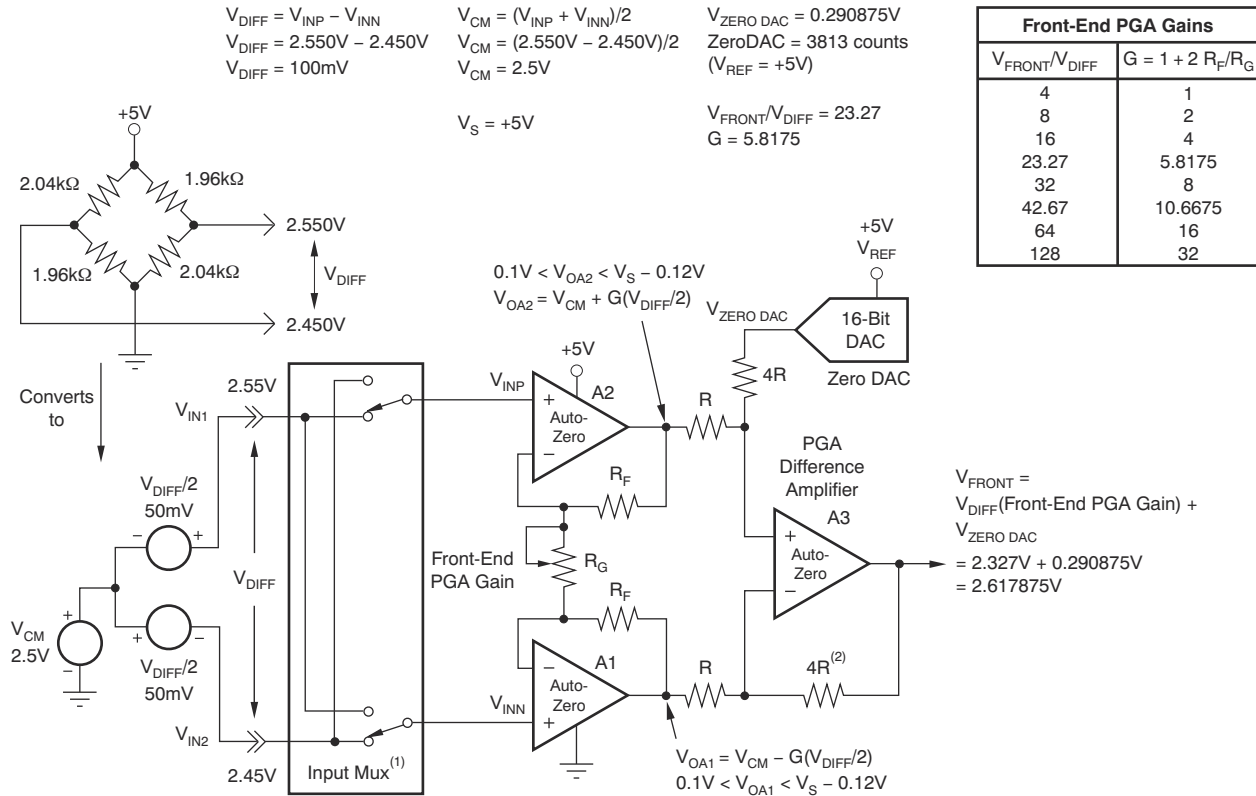 V_DIFF = V_INP − V_INN
V_DIFF = 2.550V − 2.450V
V_DIFF = 100mV
V_CM = (V_INP + V_INN)/2
V_CM = (2.550V − 2.450V)/2
V_CM = 2.5V
V_S = +5V
V_ZERO DAC = 0.290875V
ZeroDAC = 3813 counts
(V_REF = +5V)
V_FRONT/V_DIFF = 23.27
G = 5.8175
Front-End PGA Gains
V_FRONT/V_DIFF G = 1 + 2 R_F/R_G
4 1
8 2
16 4
23.27 5.8175
32 8
42.67 10.6675
64 16
128 32
+5V
2.04kΩ
1.96kΩ
1.96kΩ
2.04kΩ
2.550V
V_DIFF
2.450V
Converts
to
0.1V < V_OA2 < V_S − 0.12V
V_OA2 = V_CM + G(V_DIFF/2)
+5V
V_REF
V_ZERO DAC
16-Bit
DAC
Zero DAC
4R
2.55V
V_IN1
V_DIFF/2
50mV
− +
V_DIFF
V_CM
2.5V
+
−
+ −
V_DIFF/2
50mV
V_IN2
2.45V
Input Mux(1)
V_INP
+5V
A2
+
Auto-
Zero
−
R_F
Front-End
PGA Gain
R_G
R_F
A1
−
Auto-
Zero
+
V_INN
R
R
4R(2)
PGA
Difference
Amplifier
A3
+
Auto-
Zero
−
V_FRONT =
V_DIFF(Front-End PGA Gain) +
V_ZERO DAC
= 2.327V + 0.290875V
= 2.617875V
V_OA1 = V_CM − G(V_DIFF/2)
0.1V < V_OA1 < V_S − 0.12V